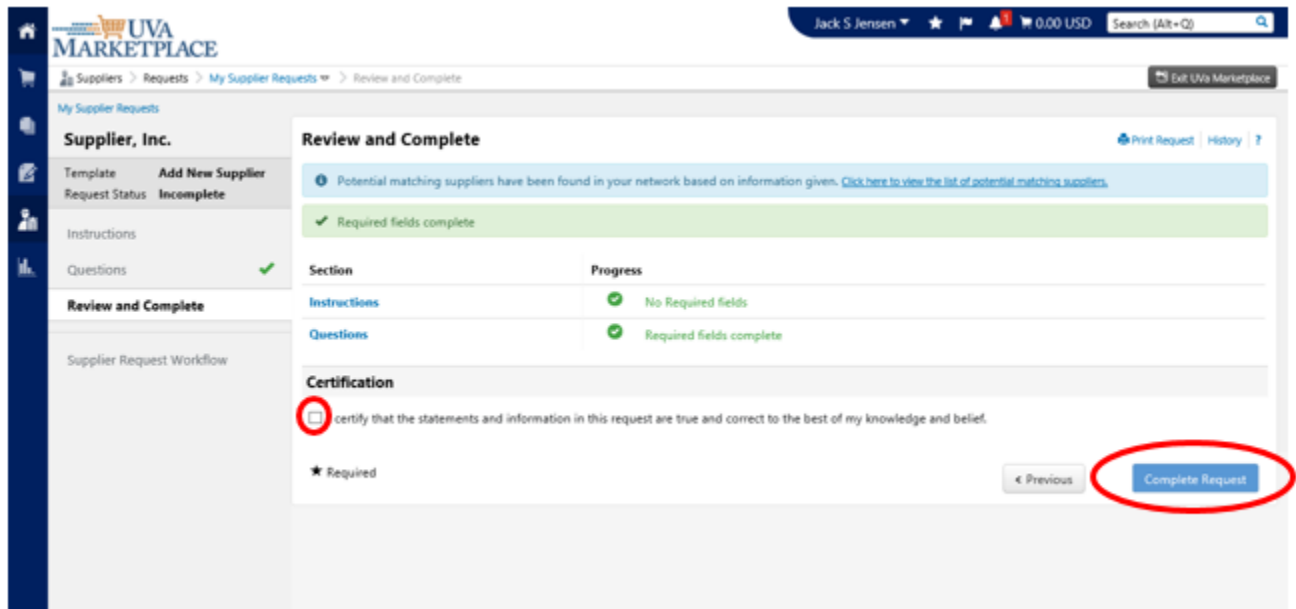 UVA
MARKETPLACE
Jack S Jensen
1
0.00 USD
Search (Alt+Q)
Suppliers > Requests > My Supplier Requests > Review and Complete
Exit UVa Marketplace
My Supplier Requests
Supplier, Inc.
Template Add New Supplier
Request Status Incomplete
Instructions
Questions
Review and Complete
Supplier Request Workflow
Review and Complete
Print Request | History | ?
Potential matching suppliers have been found in your network based on information given. Click here to view the list of potential matching suppliers.
Required fields complete
Section Progress
Instructions No Required fields
Questions Required fields complete
Certification
certify that the statements and information in this request are true and correct to the best of my knowledge and belief.
★ Required
< Previous
Complete Request